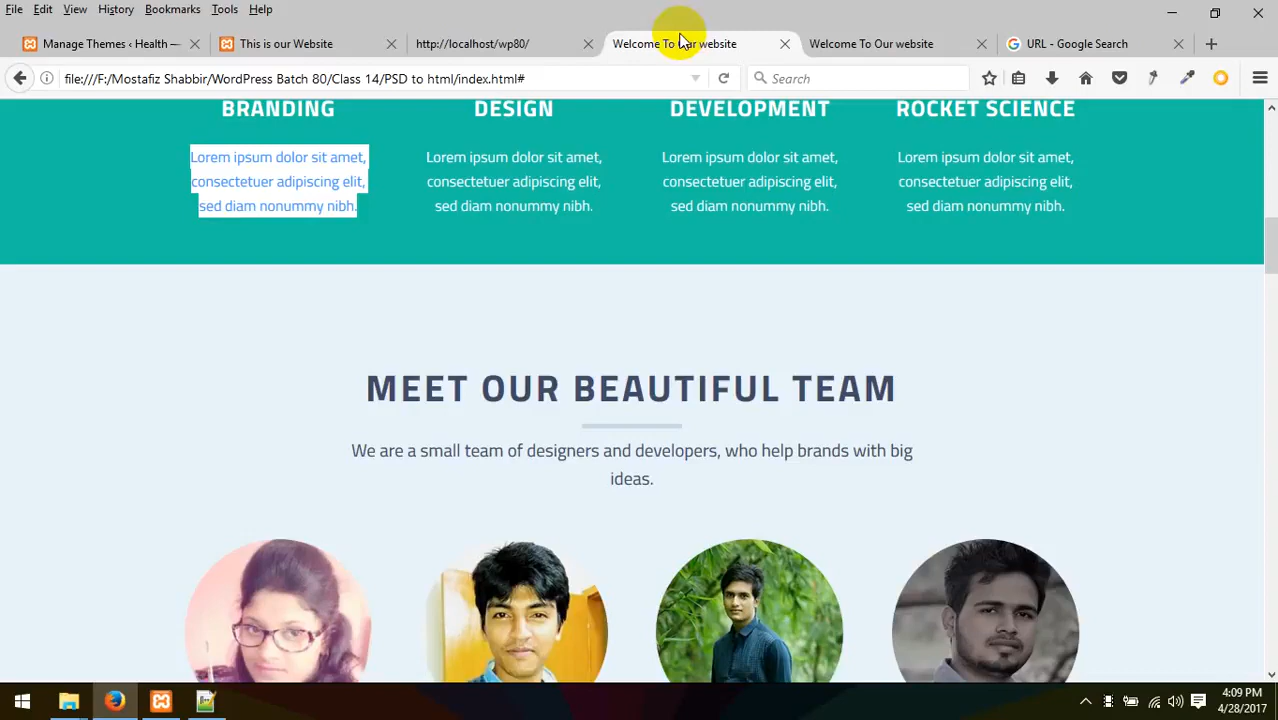 File Edit View History Bookmarks Tools Help
Manage Themes ‹ Health — This is our Website http://localhost/wp80/ Welcome To Our website Welcome To Our website URL - Google Search
file:///F:/Mostafiz Shabbir/WordPress Batch 80/Class 14/PSD to html/index.html# Search
BRANDING DESIGN DEVELOPMENT ROCKET SCIENCE
Lorem ipsum dolor sit amet, Lorem ipsum dolor sit amet, Lorem ipsum dolor sit amet, Lorem ipsum dolor sit amet,
consectetuer adipiscing elit, consectetuer adipiscing elit, consectetuer adipiscing elit, consectetuer adipiscing elit,
sed diam nonummy nibh. sed diam nonummy nibh. sed diam nonummy nibh. sed diam nonummy nibh.
MEET OUR BEAUTIFUL TEAM
We are a small team of designers and developers, who help brands with big
ideas.
4:09 PM
4/28/2017